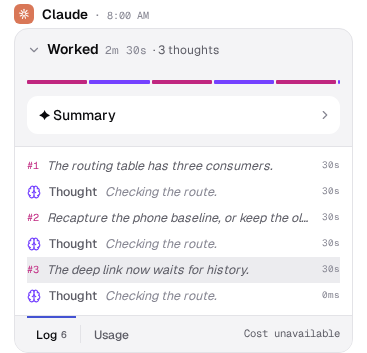 Claude · 8:00 AM
Worked 2m 30s · 3 thoughts
Summary
#1 The routing table has three consumers. 30s
Thought Checking the route. 30s
#2 Recapture the phone baseline, or keep the ol... 30s
Thought Checking the route. 30s
#3 The deep link now waits for history. 30s
Thought Checking the route. 0ms
Log 6 Usage Cost unavailable